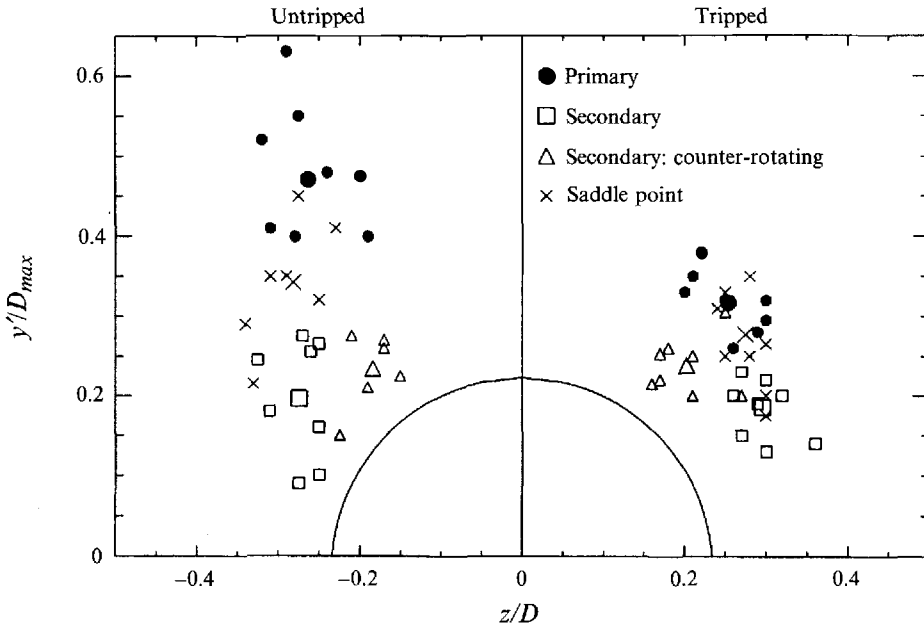 Untripped Tripped
0.6
Primary
Secondary
Secondary: counter-rotating
Saddle point
0.4
y′/D_max
0.2
0
−0.4 −0.2 0 0.2 0.4
z/D